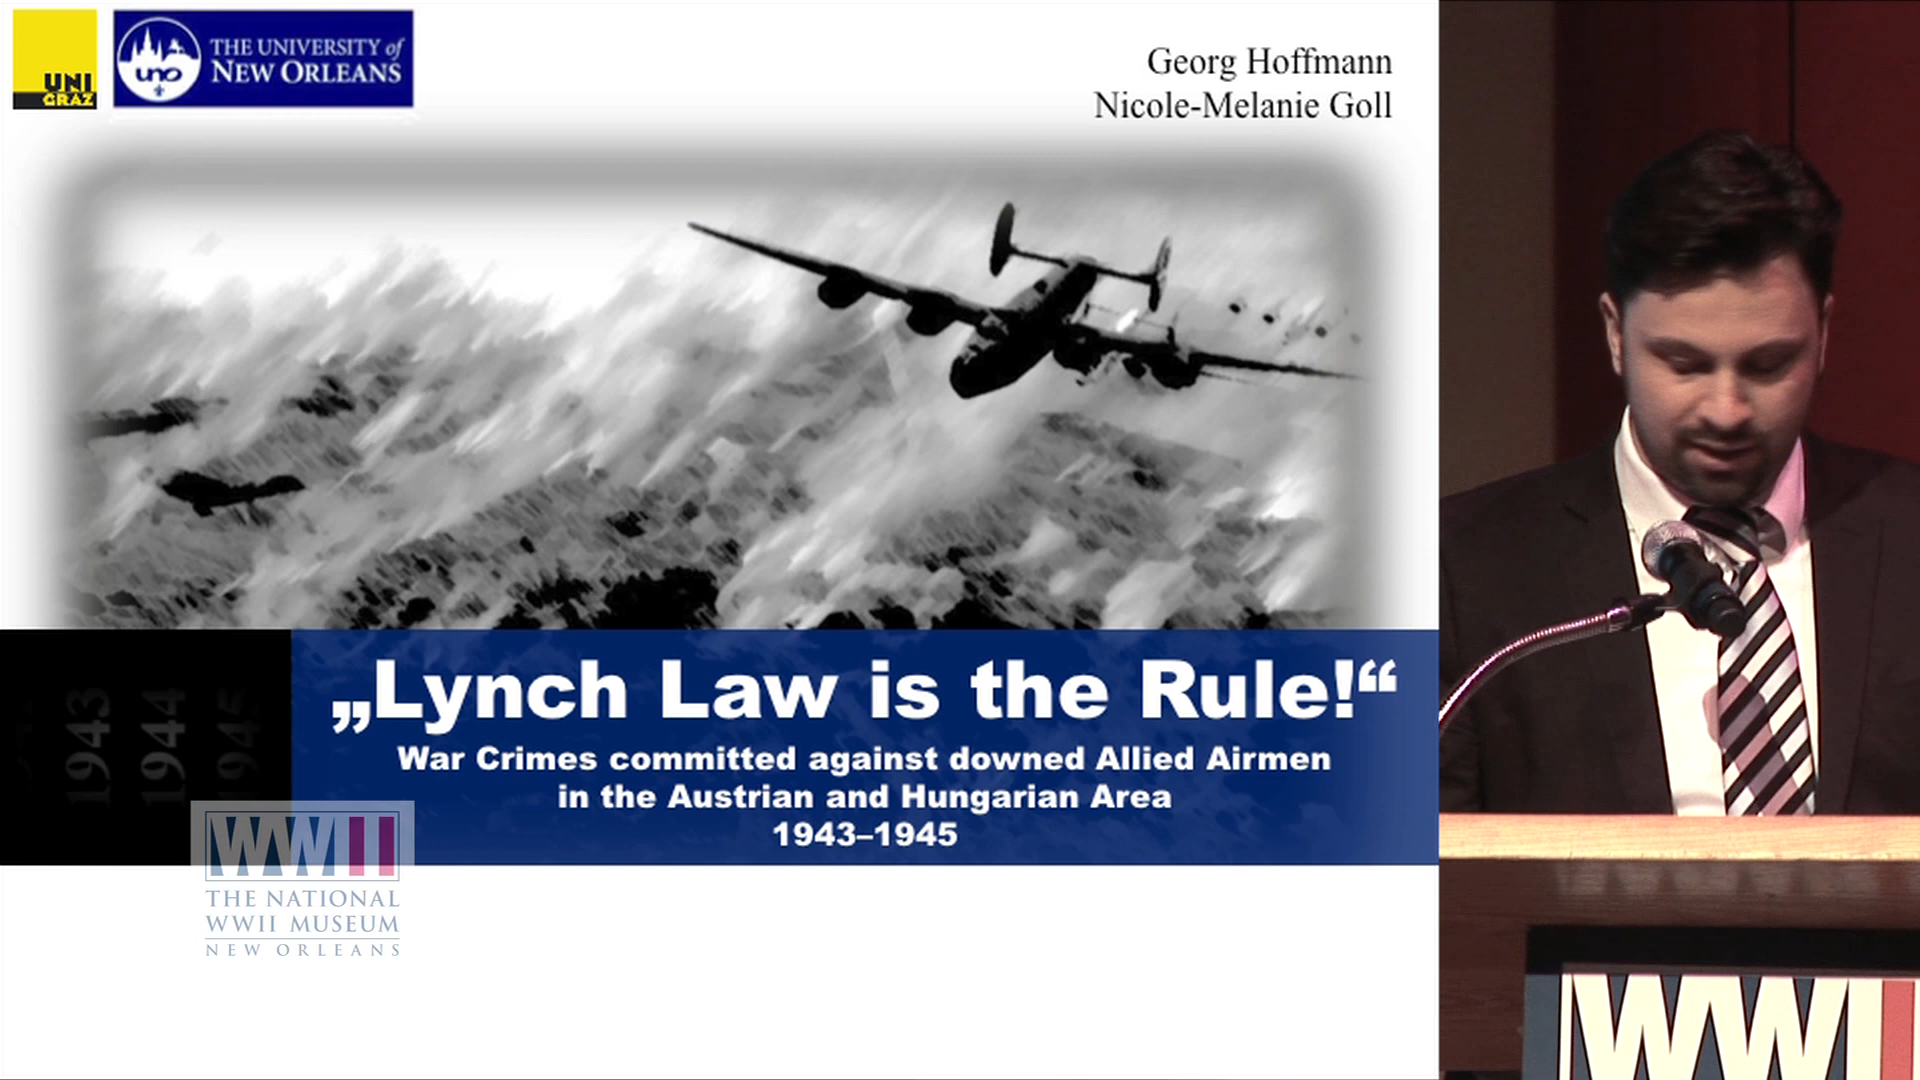 UNI
GRAZ
uno
THE UNIVERSITY of
NEW ORLEANS
Georg Hoffmann
Nicole-Melanie Goll
1943
1944
1945
„Lynch Law is the Rule!“
War Crimes committed against downed Allied Airmen
in the Austrian and Hungarian Area
1943–1945
WWII
THE NATIONAL
WWII MUSEUM
NEW ORLEANS
WWII